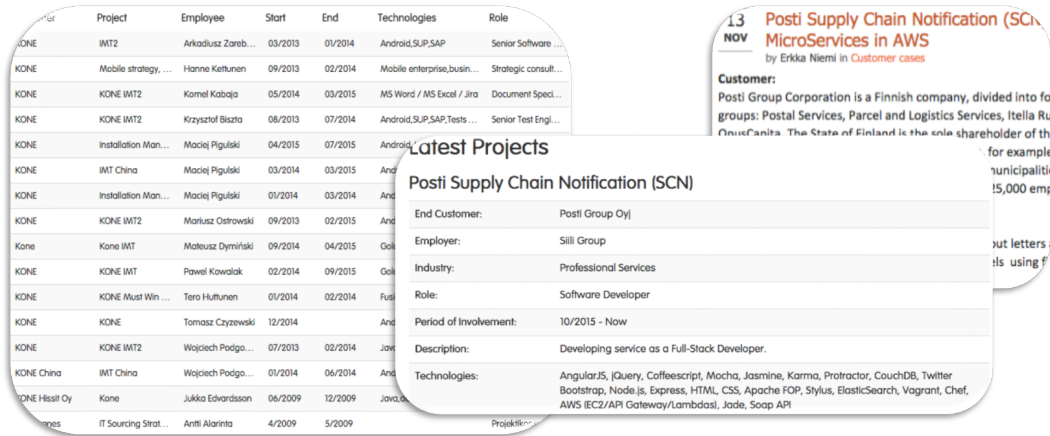 Project Employee Start End Technologies Role
KONE IMT2 Arkadiusz Zareb... 03/2013 01/2014 Android,SUP,SAP Senior Software ...
KONE Mobile strategy, ... Hanne Kettunen 09/2013 02/2014 Mobile enterprise,busin... Strategic consult...
KONE KONE IMT2 Kornel Kabaja 05/2014 03/2015 MS Word / MS Excel / Jira Document Speci...
KONE KONE IMT2 Krzysztof Biszta 08/2013 07/2014 Android,SUP,SAP,Tests ... Senior Test Engi...
KONE Installation Man... Maciej Pigulski 04/2015 07/2015
KONE IMT China Maciej Pigulski 03/2014 03/2015
KONE Installation Man... Maciej Pigulski 01/2014 03/2014
KONE KONE IMT2 Mariusz Ostrowski 09/2013 02/2015
Kone Kone IMT Mateusz Dymiński 09/2014 04/2015
KONE KONE IMT Pawel Kowalak 02/2014 09/2015
KONE KONE Must Win ... Tero Huttunen 01/2014 02/2014
KONE KONE Tomasz Czyzewski 12/2014
KONE KONE IMT2 Wojciech Podgo... 07/2013 02/2014
KONE China IMT China Wojciech Podgo... 01/2014 06/2014
KONE Hissit Oy Kone Jukka Edvardsson 06/2009 12/2009
IT Sourcing Strat... Antti Alarinta 4/2009 5/2009
13
NOV
Posti Supply Chain Notification
MicroServices in AWS
by Erkka Niemi in Customer cases
Customer:
Posti Group Corporation is a Finnish company, divided into
groups: Postal Services, Parcel and Logistics Services, Itella
OpusCapita. The State of Finland is the sole shareholder of
for example
25,000
letters
using
Latest Projects
Posti Supply Chain Notification (SCN)
End Customer: Posti Group Oyj
Employer: Siili Group
Industry: Professional Services
Role: Software Developer
Period of Involvement: 10/2015 - Now
Description: Developing service as a Full-Stack Developer.
Technologies: AngularJS, jQuery, Coffeescript, Mocha, Jasmine, Karma, Protractor, CouchDB, Twitter
Bootstrap, Node.js, Express, HTML, CSS, Apache FOP, Stylus, ElasticSearch, Vagrant, Chef,
AWS (EC2/API Gateway/Lambdas), Jade, Soap API